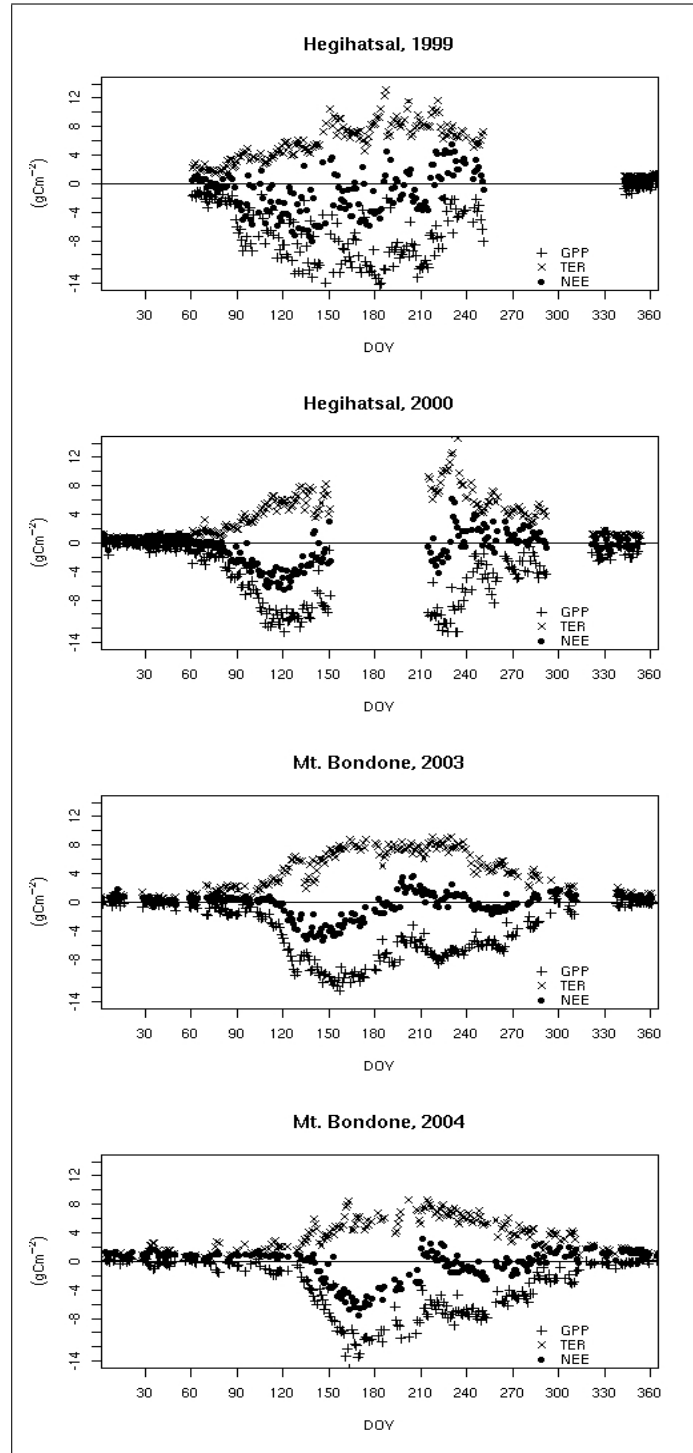 Hegihatsal, 1999
12
8
4
0
-4
-8
-14
(gCm⁻²)
+ GPP
× TER
● NEE
30 60 90 120 150 180 210 240 270 300 330 360
DOY
Hegihatsal, 2000
12
8
4
0
-4
-8
-14
(gCm⁻²)
+ GPP
× TER
● NEE
30 60 90 120 150 180 210 240 270 300 330 360
DOY
Mt. Bondone, 2003
12
8
4
0
-4
-8
-14
(gCm⁻²)
+ GPP
× TER
● NEE
30 60 90 120 150 180 210 240 270 300 330 360
DOY
Mt. Bondone, 2004
12
8
4
0
-4
-8
-14
(gCm⁻²)
+ GPP
× TER
● NEE
30 60 90 120 150 180 210 240 270 300 330 360
DOY